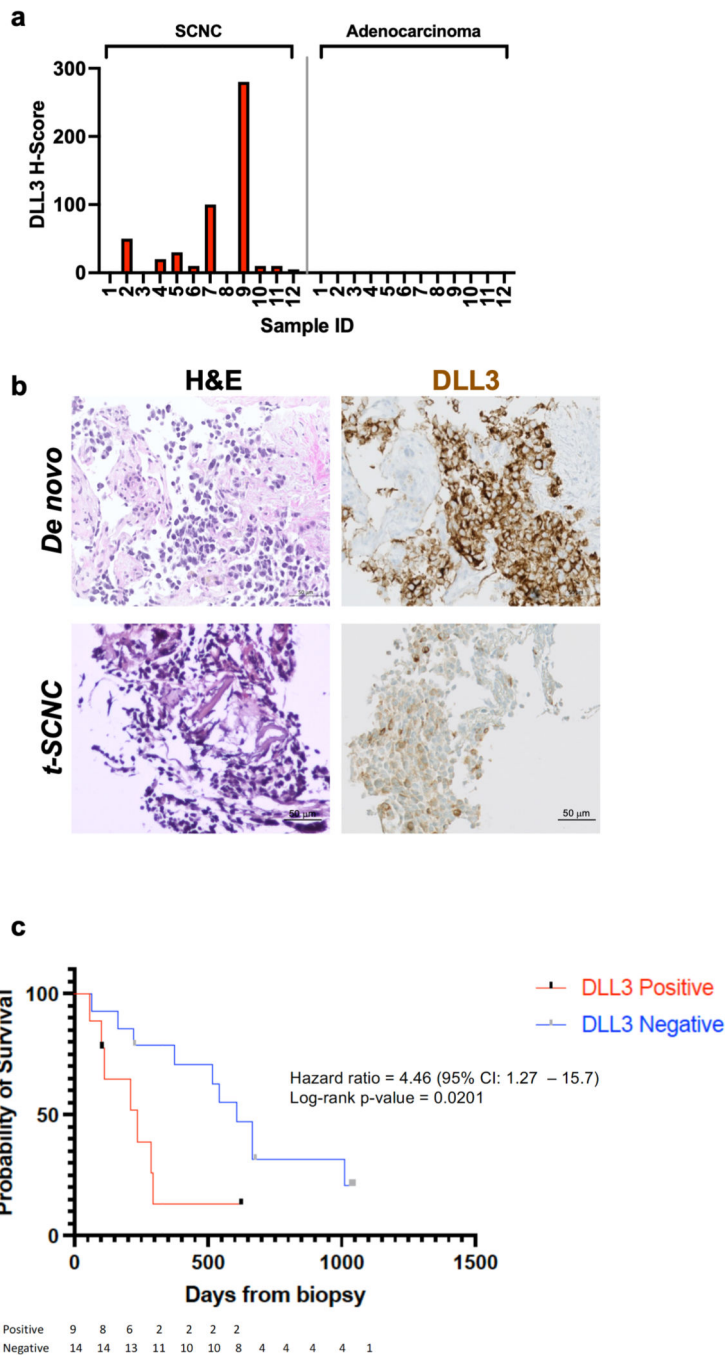 a
SCNC
Adenocarcinoma
DLL3 H-Score
300
200
100
0
1 2 3 4 5 6 7 8 9 10 11 12 1 2 3 4 5 6 7 8 9 10 11 12
Sample ID
b
H&E
DLL3
De novo
t-SCNC
50 μm
50 μm
c
Probability of Survival
100
50
0
DLL3 Positive
DLL3 Negative
Hazard ratio = 4.46 (95% CI: 1.27 – 15.7)
Log-rank p-value = 0.0201
0 500 1000 1500
Days from biopsy
Positive 9 8 6 2 2 2 2
Negative 14 14 13 11 10 10 8 4 4 4 4 1